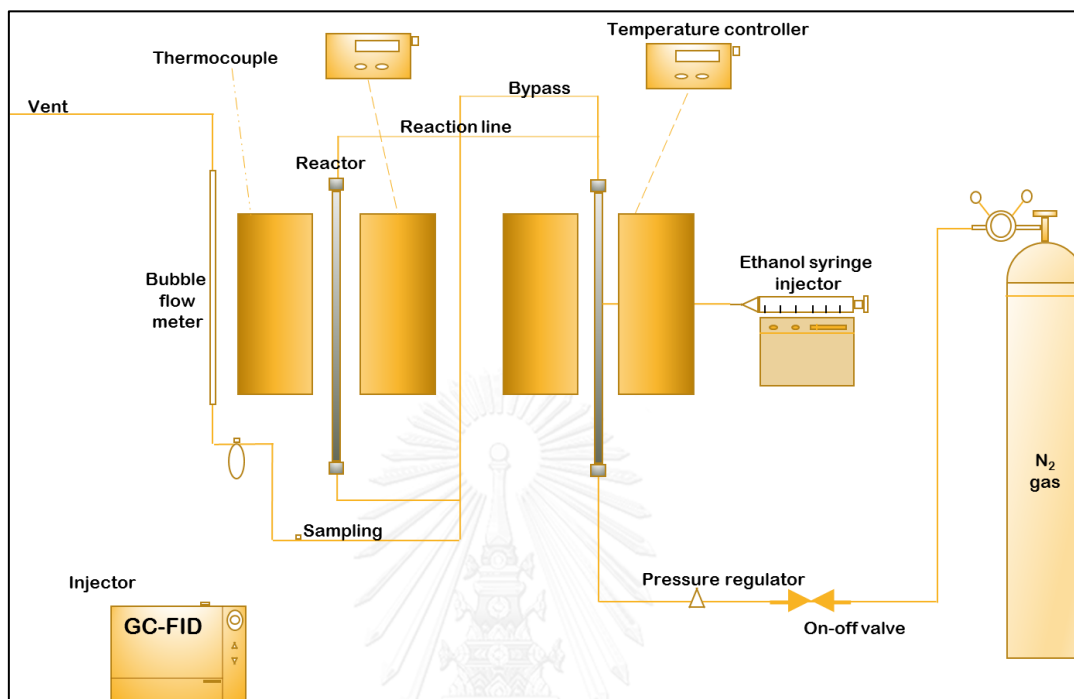 Temperature controller
Thermocouple
Bypass
Vent
Reaction line
Reactor
Ethanol syringe
injector
Bubble
flow
meter
N₂
gas
Sampling
Pressure regulator
Injector
On-off valve
GC-FID